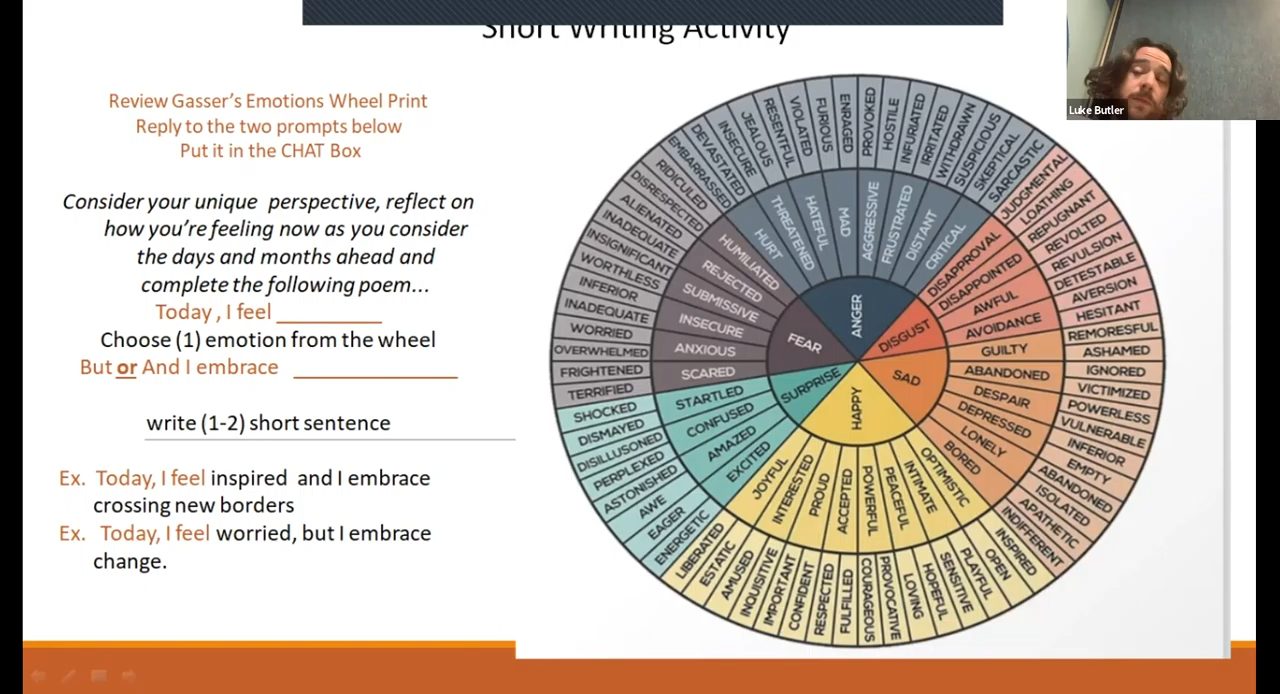 Short Writing Activity
Luke Butler
Review Gasser's Emotions Wheel Print
Reply to the two prompts below
Put it in the CHAT Box
Consider your unique perspective, reflect on
how you're feeling now as you consider
the days and months ahead and
complete the following poem...
Today , I feel __________
Choose (1) emotion from the wheel
But or And I embrace _______________
write (1-2) short sentence
Ex. Today, I feel inspired and I embrace
crossing new borders
Ex. Today, I feel worried, but I embrace
change.
ANGER
DISGUST
SAD
HAPPY
SURPRISE
FEAR
HURT
THREATENED
HATEFUL
MAD
AGGRESSIVE
FRUSTRATED
DISTANT
CRITICAL
DISAPPROVAL
DISAPPOINTED
AWFUL
AVOIDANCE
GUILTY
ABANDONED
DESPAIR
DEPRESSED
LONELY
BORED
OPTIMISTIC
INTIMATE
PEACEFUL
POWERFUL
ACCEPTED
PROUD
INTERESTED
JOYFUL
EXCITED
AMAZED
CONFUSED
STARTLED
SCARED
ANXIOUS
INSECURE
SUBMISSIVE
REJECTED
HUMILIATED
EMBARRASSED
DEVASTATED
INSECURE
JEALOUS
RESENTFUL
VIOLATED
FURIOUS
ENRAGED
PROVOKED
HOSTILE
INFURIATED
IRRITATED
WITHDRAWN
SUSPICIOUS
SKEPTICAL
SARCASTIC
JUDGMENTAL
LOATHING
REPUGNANT
REVOLTED
REVULSION
DETESTABLE
AVERSION
HESITANT
REMORESFUL
ASHAMED
IGNORED
VICTIMIZED
POWERLESS
VULNERABLE
INFERIOR
EMPTY
ABANDONED
ISOLATED
APATHETIC
INDIFFERENT
INSPIRED
OPEN
PLAYFUL
SENSITIVE
HOPEFUL
LOVING
PROVOCATIVE
COURAGEOUS
FULFILLED
RESPECTED
CONFIDENT
IMPORTANT
INQUISITIVE
AMUSED
ESTATIC
LIBERATED
ENERGETIC
EAGER
AWE
ASTONISHED
PERPLEXED
DISILLUSONED
DISMAYED
SHOCKED
TERRIFIED
FRIGHTENED
OVERWHELMED
WORRIED
INADEQUATE
INFERIOR
WORTHLESS
INSIGNIFICANT
INADEQUATE
ALIENATED
DISRESPECTED
RIDICULED